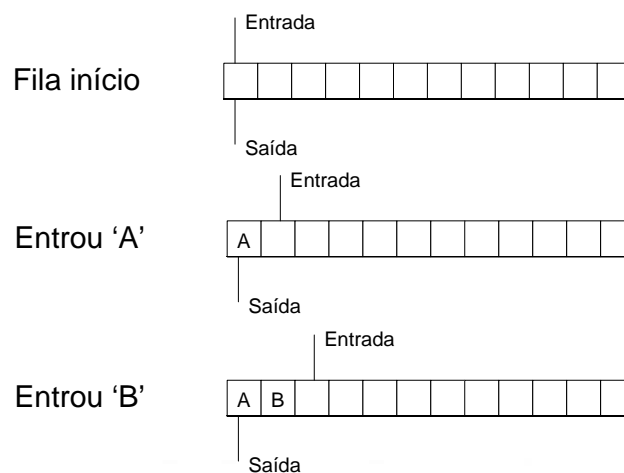 Entrada
Fila início
Saída
Entrada
Entrou ‘A’
A
Saída
Entrada
Entrou ‘B’
A B
Saída